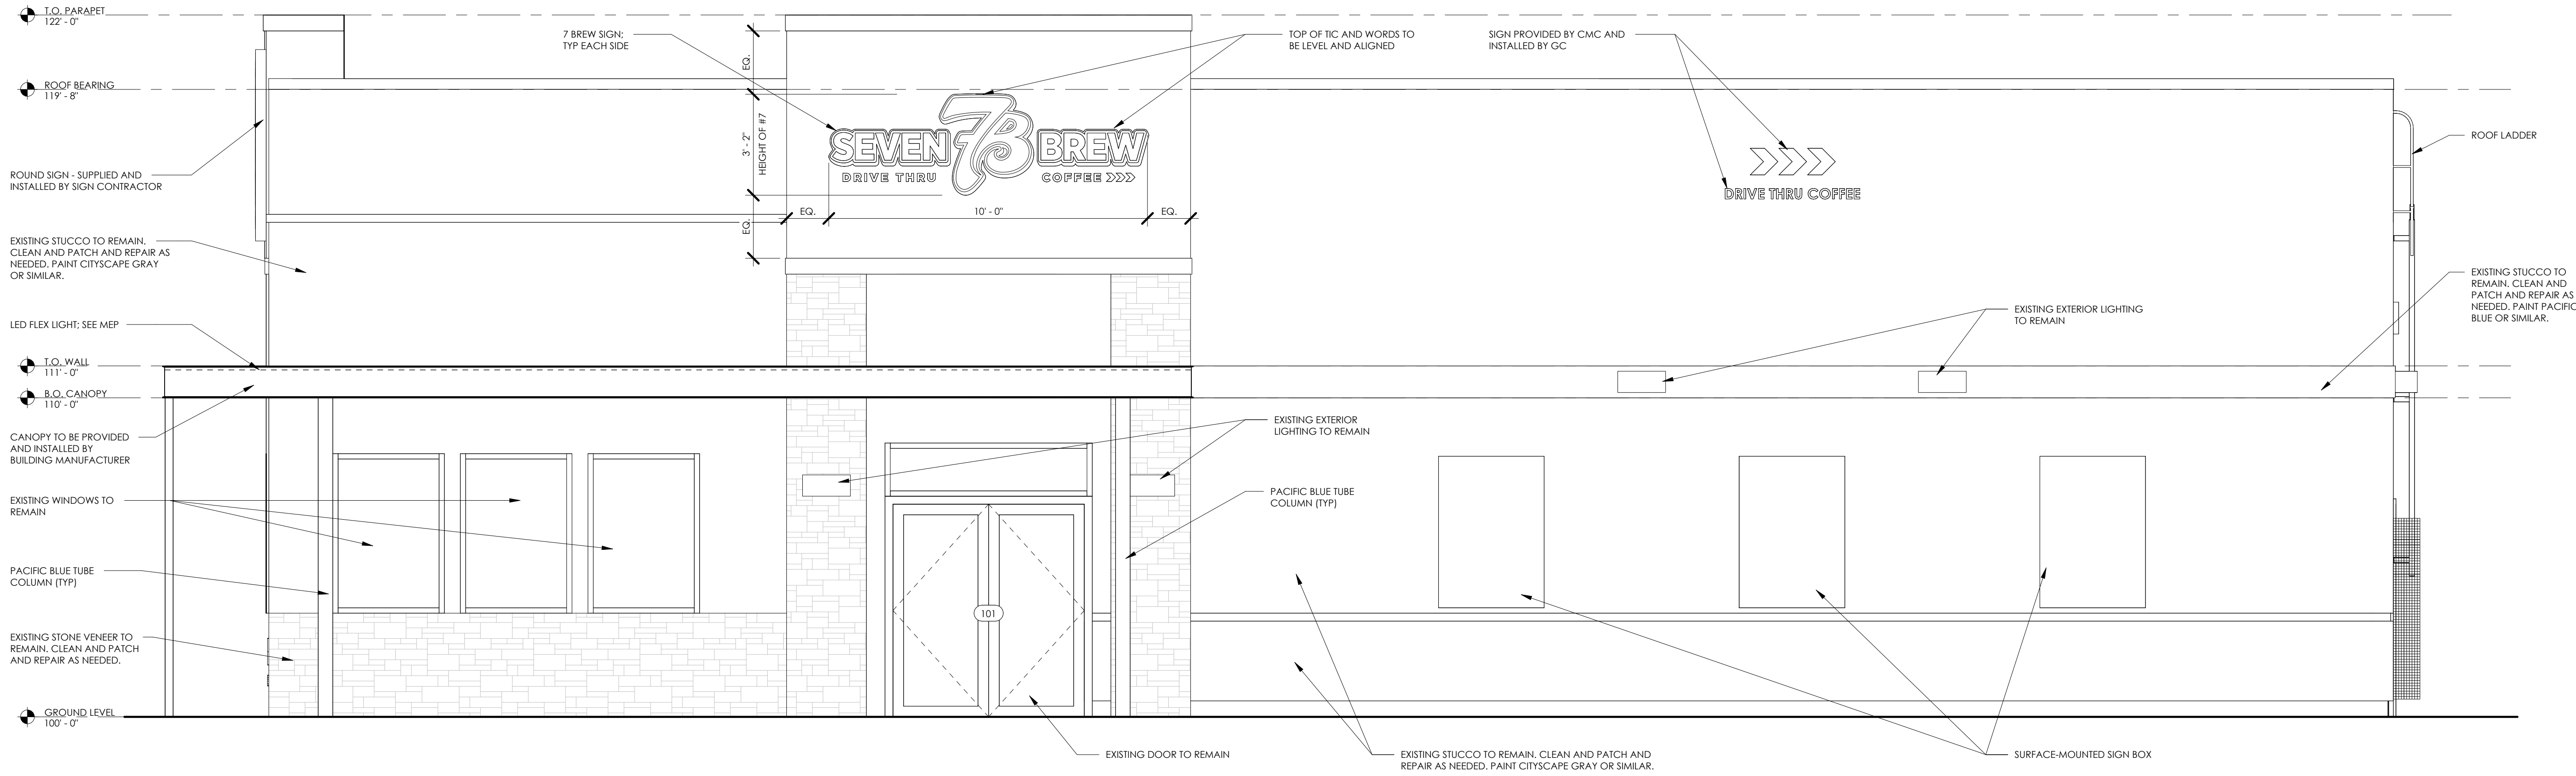 T.O. PARAPET
122' - 0"
7 BREW SIGN;
TYP EACH SIDE
TOP OF TIC AND WORDS TO
BE LEVEL AND ALIGNED
SIGN PROVIDED BY CMC AND
INSTALLED BY GC
EQ.
ROOF BEARING
119' - 8"
3' - 2"
HEIGHT OF #7
SEVEN 7B BREW
DRIVE THRU COFFEE >>>
ROOF LADDER
ROUND SIGN - SUPPLIED AND
INSTALLED BY SIGN CONTRACTOR
DRIVE THRU COFFEE
EQ.
10' - 0"
EQ.
EQ.
EXISTING STUCCO TO REMAIN.
CLEAN AND PATCH AND REPAIR AS
NEEDED. PAINT CITYSCAPE GRAY
OR SIMILAR.
EXISTING STUCCO TO
REMAIN. CLEAN AND
PATCH AND REPAIR AS
NEEDED. PAINT PACIFIC
BLUE OR SIMILAR.
EXISTING EXTERIOR LIGHTING
TO REMAIN
LED FLEX LIGHT; SEE MEP
T.O. WALL
111' - 0"
B.O. CANOPY
110' - 0"
CANOPY TO BE PROVIDED
AND INSTALLED BY
BUILDING MANUFACTURER
EXISTING EXTERIOR
LIGHTING TO REMAIN
EXISTING WINDOWS TO
REMAIN
PACIFIC BLUE TUBE
COLUMN (TYP)
PACIFIC BLUE TUBE
COLUMN (TYP)
101
EXISTING STONE VENEER TO
REMAIN. CLEAN AND PATCH
AND REPAIR AS NEEDED.
GROUND LEVEL
100' - 0"
EXISTING DOOR TO REMAIN
EXISTING STUCCO TO REMAIN. CLEAN AND PATCH AND
REPAIR AS NEEDED. PAINT CITYSCAPE GRAY OR SIMILAR.
SURFACE-MOUNTED SIGN BOX